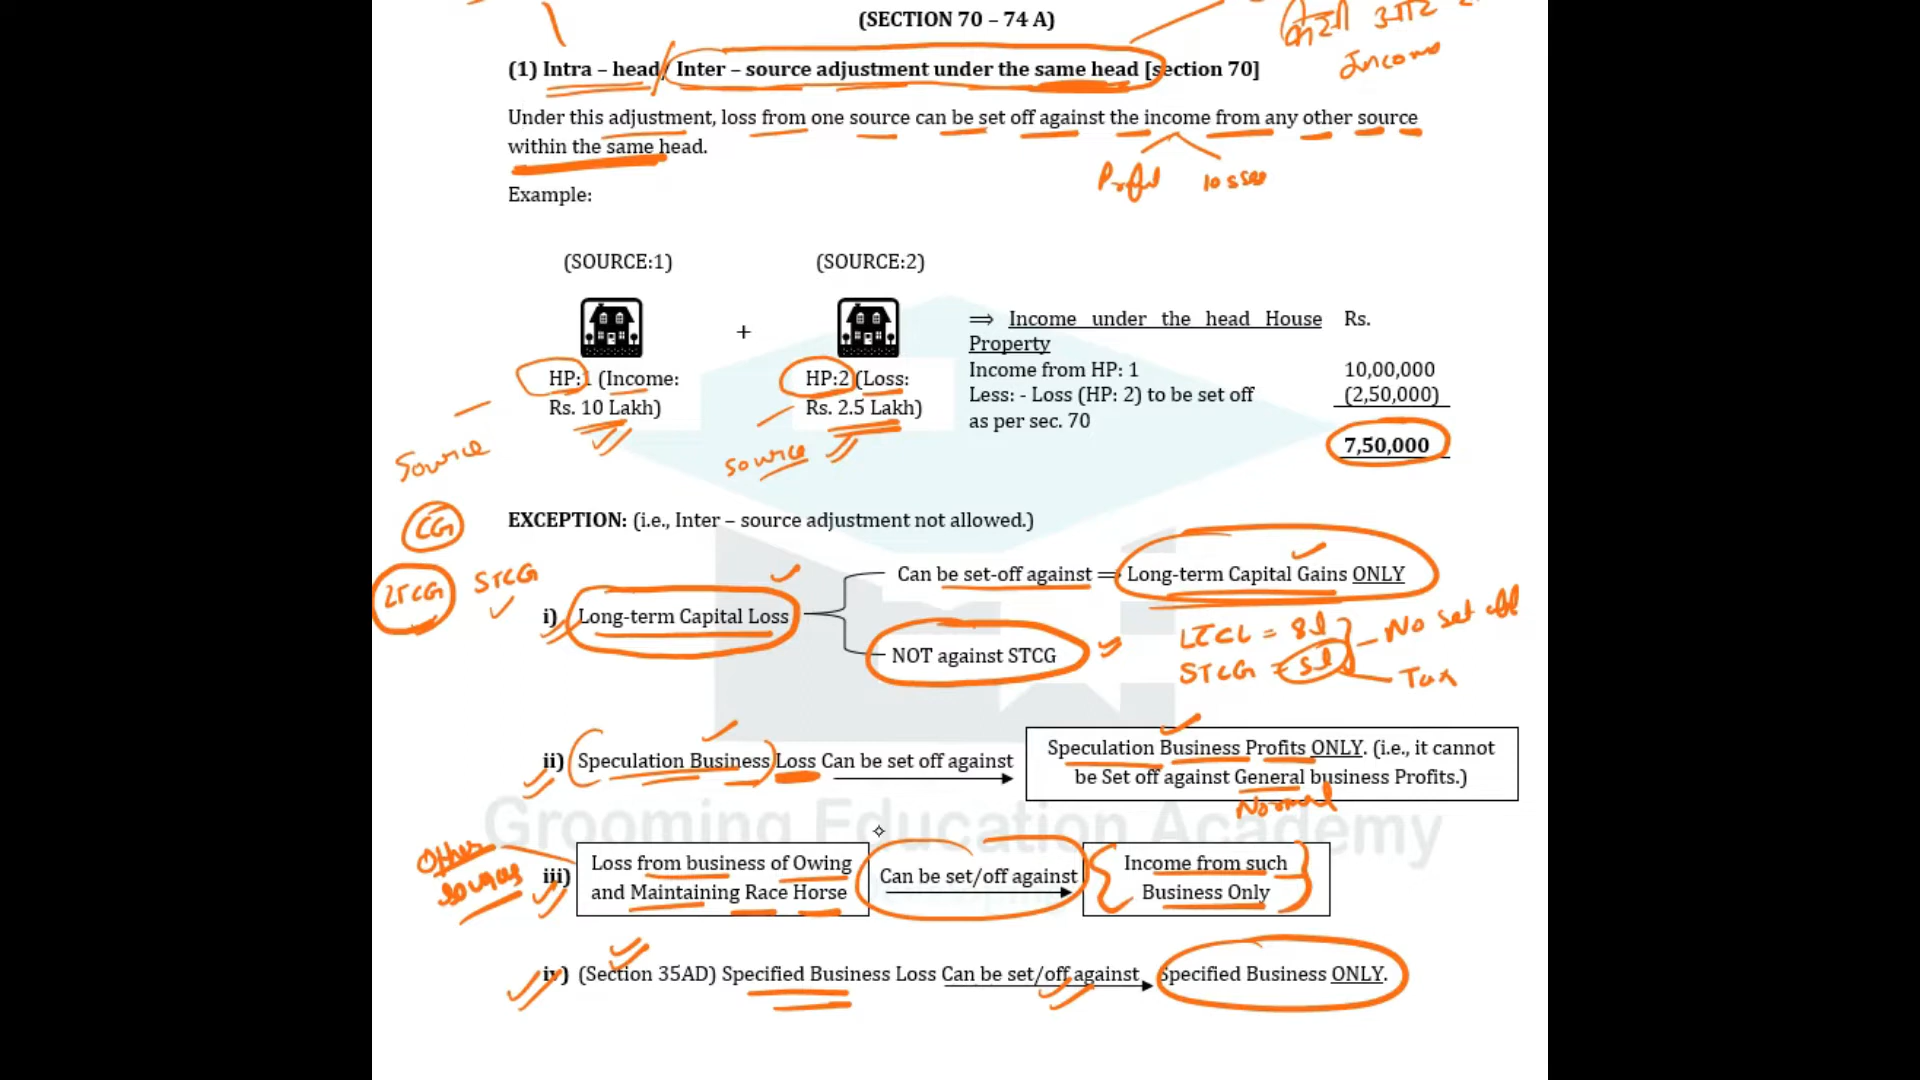 (SECTION 70 – 74 A)
Income
(1) Intra – head/ Inter – source adjustment under the same head [section 70]
Under this adjustment, loss from one source can be set off against the income from any other source
within the same head.
Profit losses
Example:
(SOURCE:1) (SOURCE:2)
+
HP:1 (Income:
Rs. 10 Lakh)
HP:2 (Loss:
Rs. 2.5 Lakh)
⟹ Income under the head House Rs.
Property
Income from HP: 1 10,00,000
Less: - Loss (HP: 2) to be set off (2,50,000)
as per sec. 70
7,50,000
Source
source
CG
LTCG STCG
EXCEPTION: (i.e., Inter – source adjustment not allowed.)
Can be set-off against = Long-term Capital Gains ONLY
i) Long-term Capital Loss
NOT against STCG
LTCL = 8l
STCG = 5l
No set off
Tax
ii) Speculation Business Loss Can be set off against
Speculation Business Profits ONLY. (i.e., it cannot
be Set off against General business Profits.)
Normal
Grooming Education Academy
Other
sources
iii) Loss from business of Owing
and Maintaining Race Horse
Can be set/off against
Income from such
Business Only
iv) (Section 35AD) Specified Business Loss Can be set/off against Specified Business ONLY.